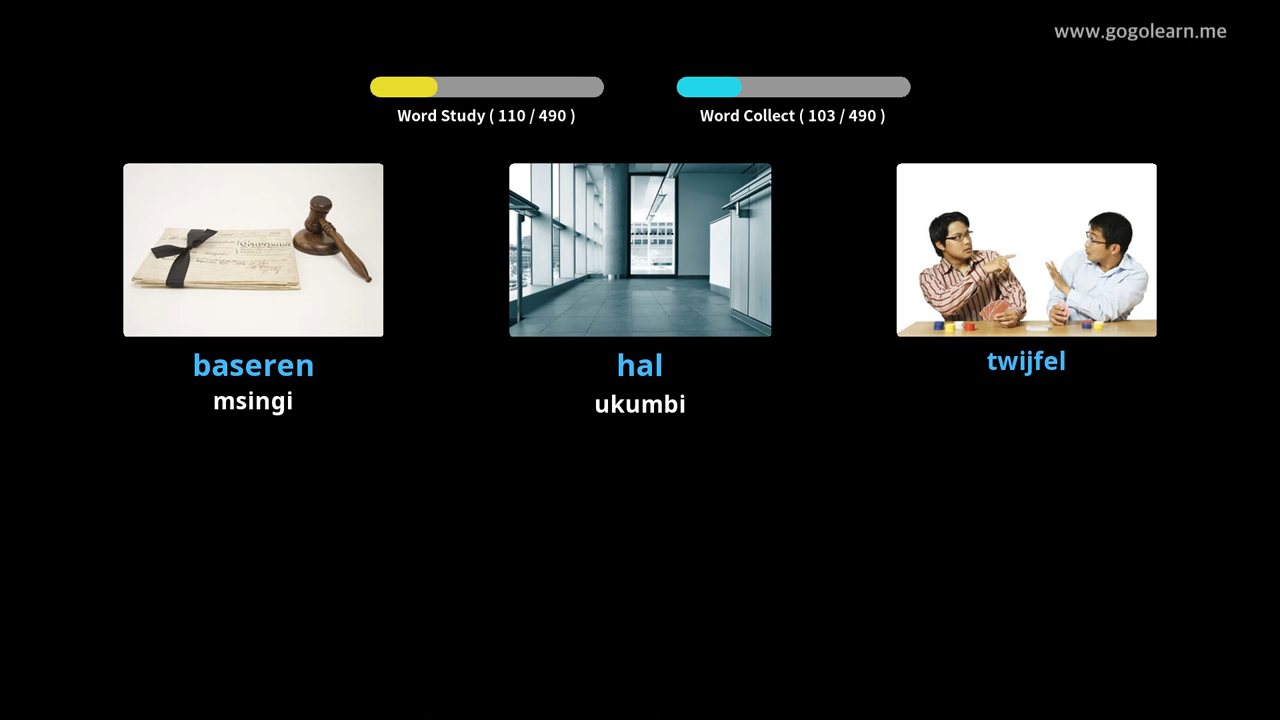 www.gogolearn.me
Word Study ( 110 / 490 )
Word Collect ( 103 / 490 )
baseren
msingi
hal
ukumbi
twijfel